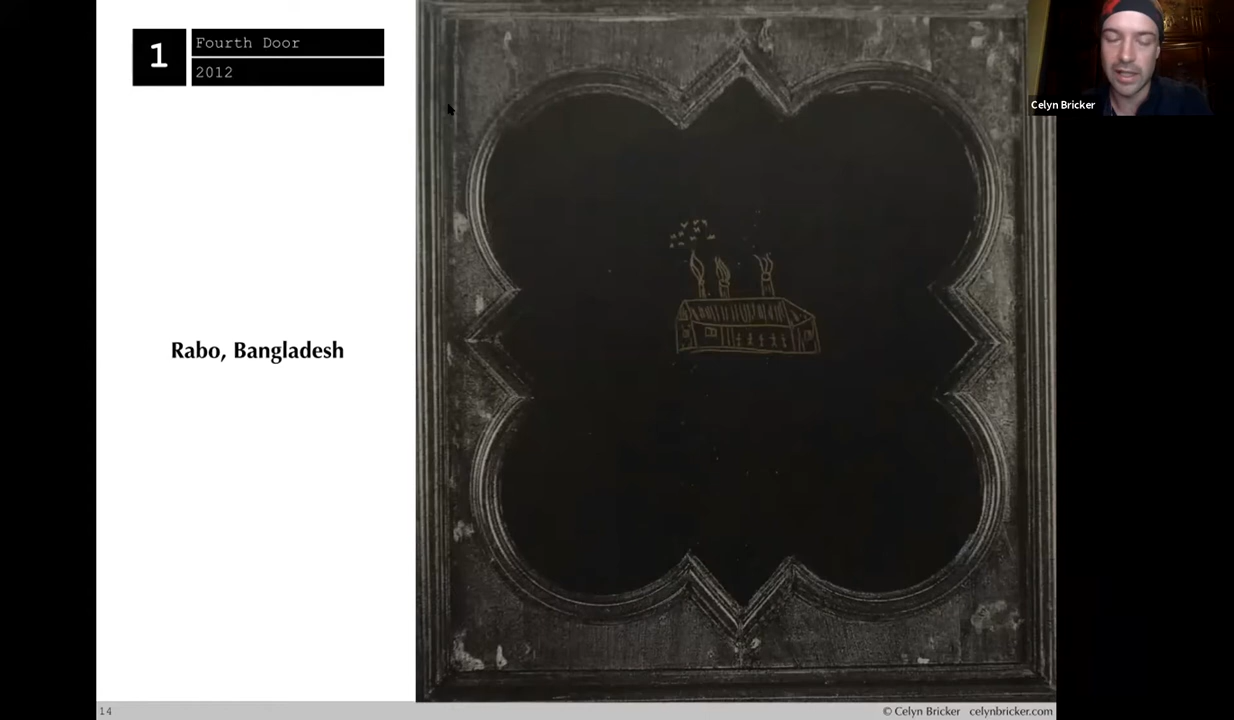 1
Fourth Door
2012
Celyn Bricker
Rabo, Bangladesh
14
© Celyn Bricker celynbricker.com